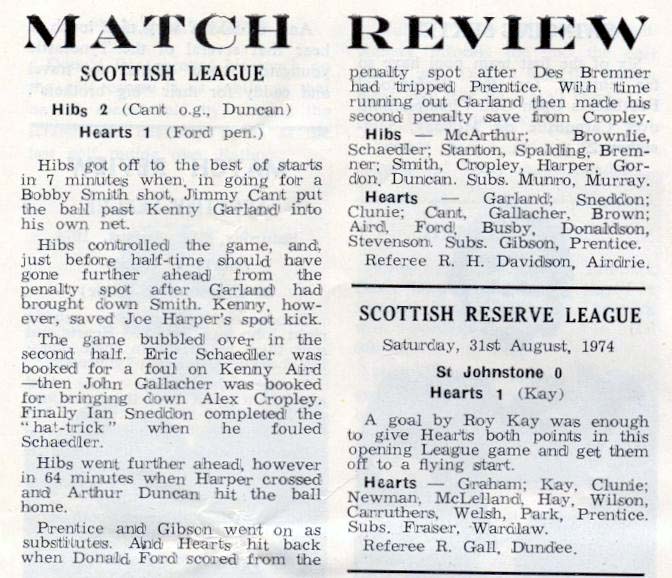 MATCH REVIEW
SCOTTISH LEAGUE
Hibs 2 (Cant o.g., Duncan)
Hearts 1 (Ford pen.)
Hibs got off to the best of starts
in 7 minutes when, in going for a
Bobby Smith shot, Jimmy Cant put
the ball past Kenny Garland into
his own net.
Hibs controlled the game, and,
just before half-time should have
gone further ahead from the
penalty spot after Garland had
brought down Smith. Kenny, how-
ever, saved Joe Harper's spot kick.
The game bubbled over in the
second half. Eric Schaedler was
booked for a foul on Kenny Aird
—then John Gallacher was booked
for bringing down Alex Cropley.
Finally Ian Sneddon completed the
"hat-trick" when he fouled
Schaedler.
Hibs went further ahead, however
in 64 minutes when Harper crossed
and Arthur Duncan hit the ball
home.
Prentice and Gibson went on as
substitutes. And Hearts hit back
when Donald Ford scored from the
penalty spot after Des Bremner
had tripped Prentice. With time
running out Garland then made his
second penalty save from Cropley.
Hibs — McArthur; Brownlie,
Schaedler; Stanton, Spalding, Brem-
ner; Smith, Cropley, Harper, Gor-
don, Duncan. Subs. Munro, Murray.
Hearts — Garland; Sneddon;
Clunie; Cant, Gallacher, Brown;
Aird, Ford, Busby, Donaldson,
Stevenson. Subs. Gibson, Prentice.
Referee R. H. Davidson, Airdrie.
SCOTTISH RESERVE LEAGUE
Saturday, 31st August, 1974
St Johnstone 0
Hearts 1 (Kay)
A goal by Roy Kay was enough
to give Hearts both points in this
opening League game and get them
off to a flying start.
Hearts — Graham; Kay, Clunie;
Newman, McLelland, Hay, Wilson,
Carruthers, Welsh, Park, Prentice.
Subs. Fraser, Wardlaw.
Referee R. Gall, Dundee.